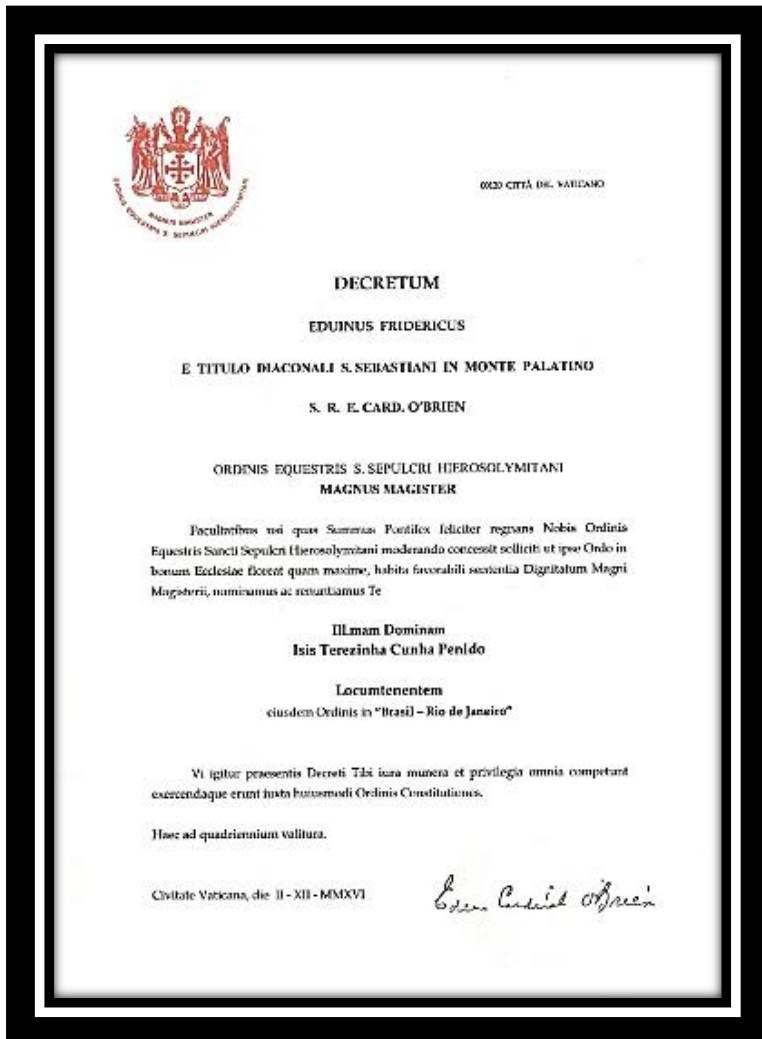 ORDINIS EQUESTRIS S. SEPULCRI HIEROSOLYMITANI
MAGNUS MAGISTER
00120 CITTÀ DEL VATICANO
DECRETUM
EDUINUS FRIDERICUS
E TITULO DIACONALI S. SEBASTIANI IN MONTE PALATINO
S. R. E. CARD. O'BRIEN
ORDINIS EQUESTRIS S. SEPULCRI HIEROSOLYMITANI
MAGNUS MAGISTER
Facultatibus usi quas Summus Pontifex feliciter regnans Nobis Ordinis
Equestris Sancti Sepulcri Hierosolymitani moderando concessit solliciti ut ipse Ordo in
bonum Ecclesiae floreat quam maxime, habita favorabili sententia Dignitatum Magni
Magisterii, nominamus ac renuntiamus Te
Ill.mam Dominam
Isis Terezinha Cunha Penido
Locumtenentem
eiusdem Ordinis in "Brasil – Rio de Janeiro"
Vi igitur praesentis Decreti Tibi iura munera et privilegia omnia competunt
exercendaque erunt iuxta huiusmodi Ordinis Constitutiones.
Haec ad quadriennium valitura.
Civitate Vaticana, die II - XII - MMXVI
Edwin Cardinal O'Brien